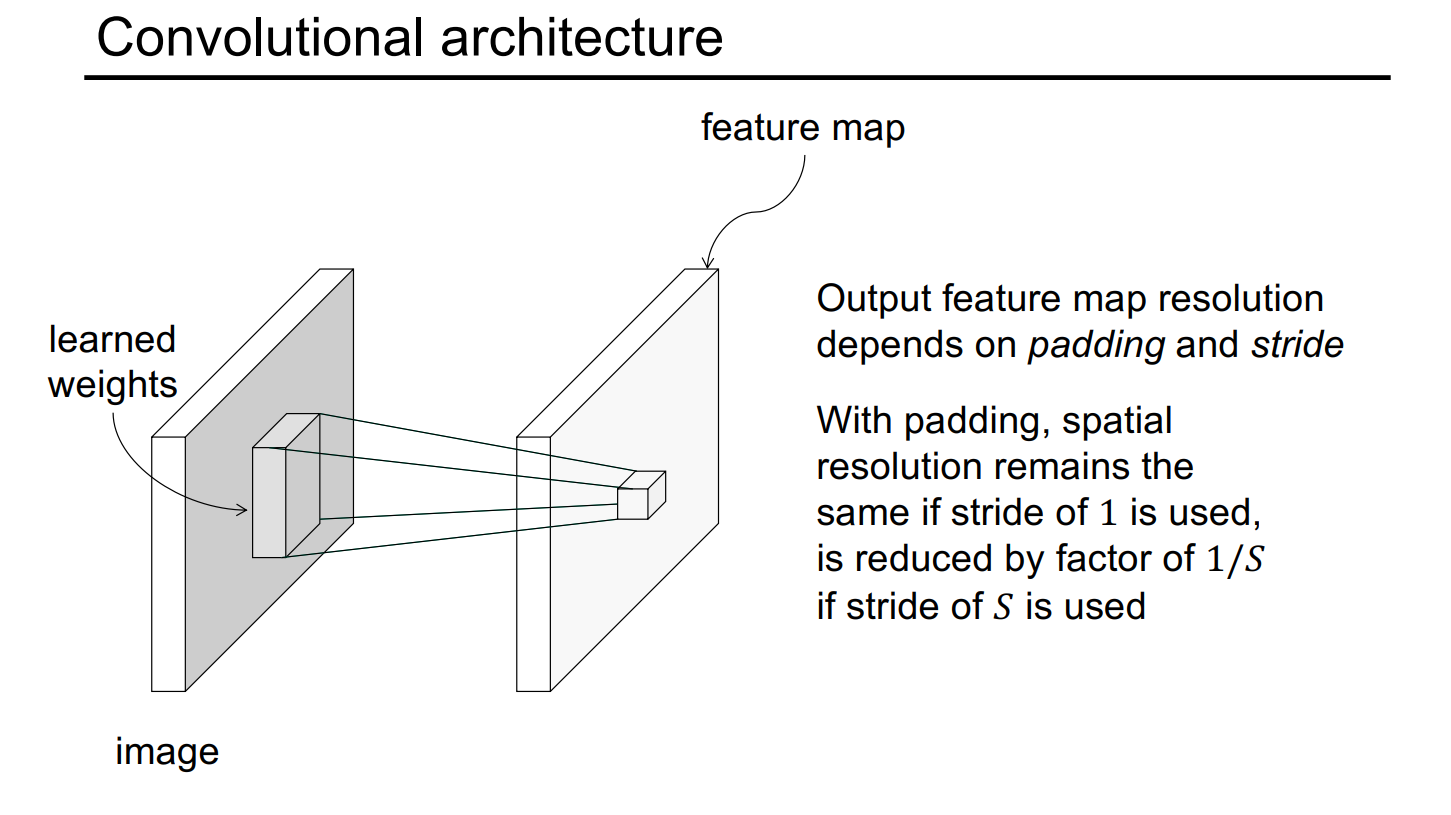 Convolutional architecture
feature map
learned
weights
image
Output feature map resolution
depends on padding and stride
With padding, spatial
resolution remains the
same if stride of 1 is used,
is reduced by factor of 1/S
if stride of S is used